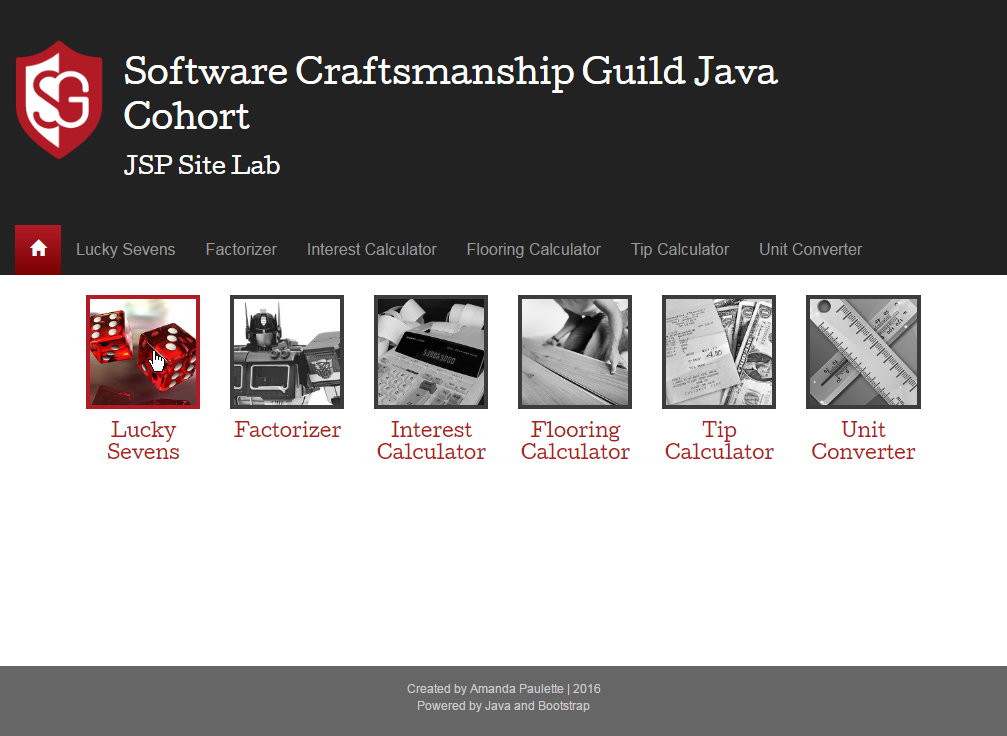 SG
Software Craftsmanship Guild Java
Cohort
JSP Site Lab
Lucky Sevens Factorizer Interest Calculator Flooring Calculator Tip Calculator Unit Converter
Lucky
Sevens
Factorizer
Interest
Calculator
Flooring
Calculator
Tip
Calculator
Unit
Converter
Created by Amanda Paulette | 2016
Powered by Java and Bootstrap